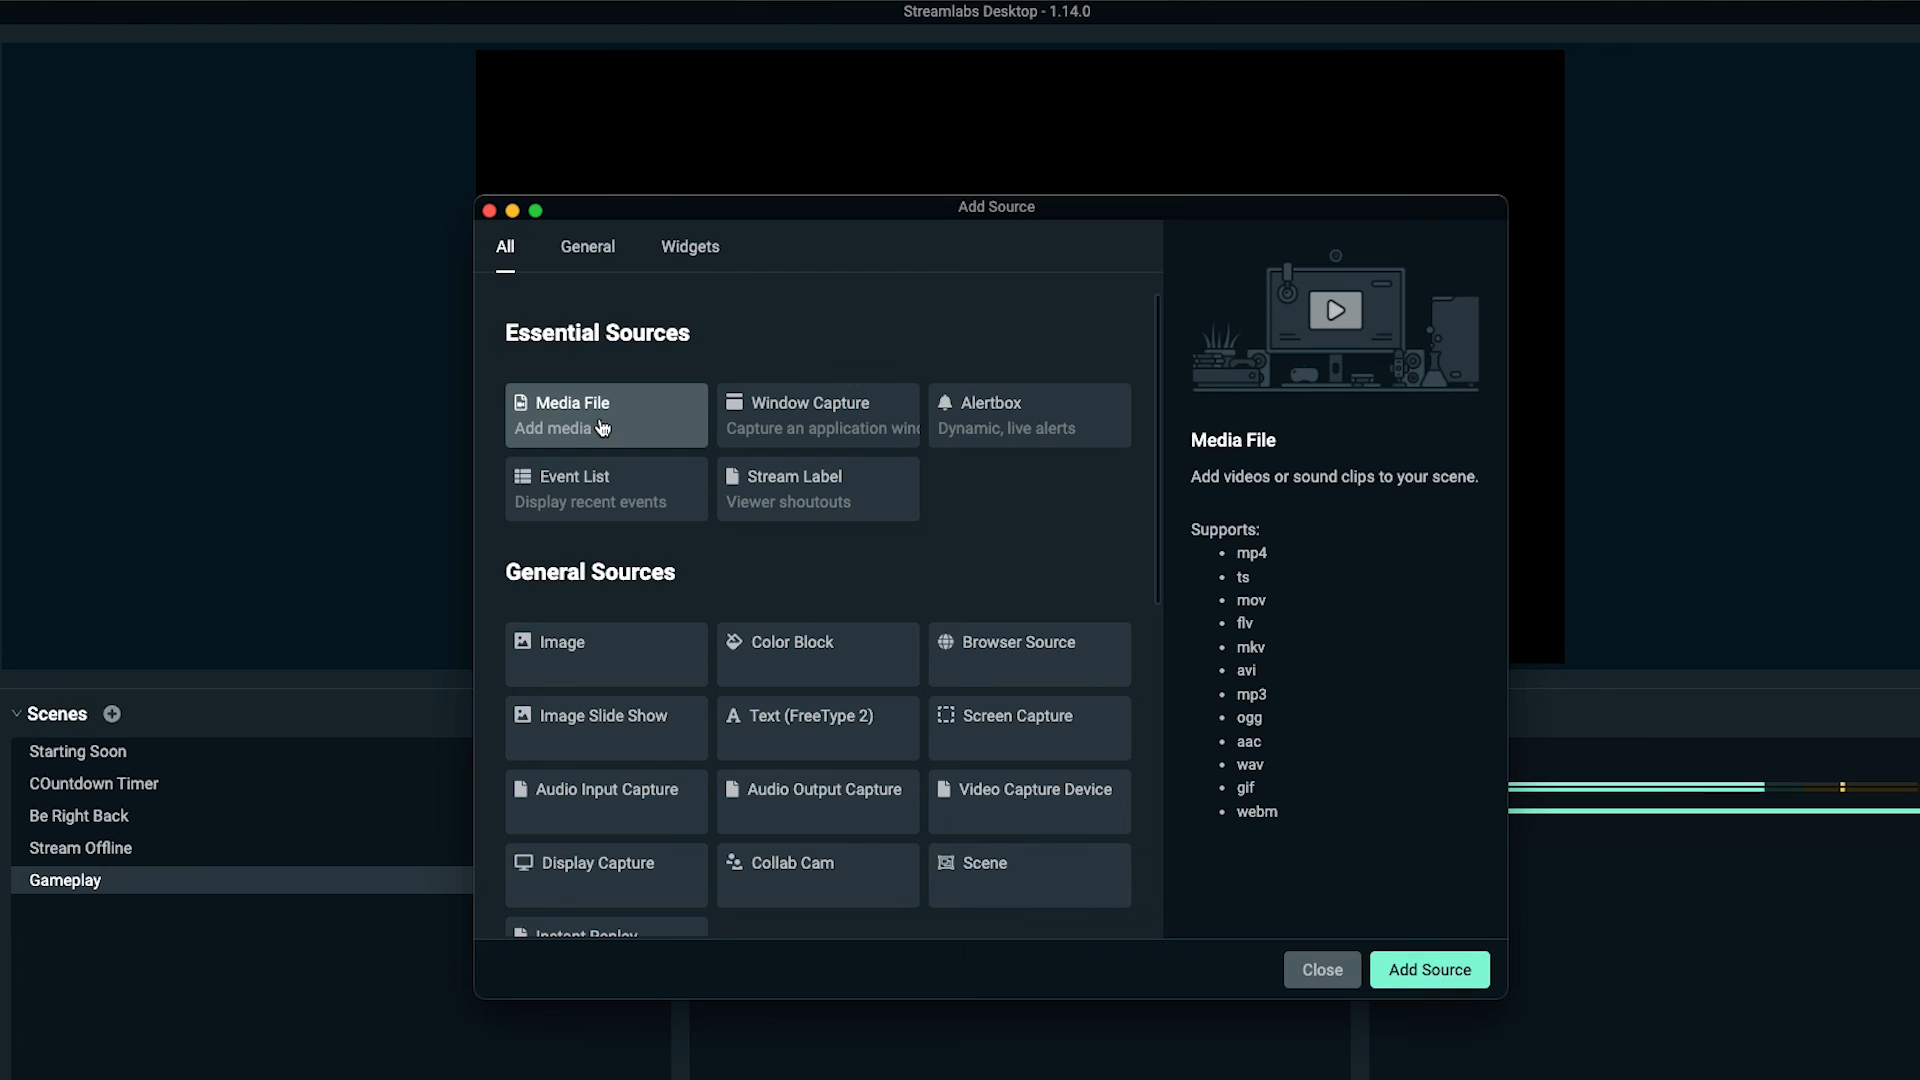 Streamlabs Desktop - 1.14.0
Add Source
All
General
Widgets
Essential Sources
Media File
Add media
Window Capture
Capture an application wind
Alertbox
Dynamic, live alerts
Event List
Display recent events
Stream Label
Viewer shoutouts
General Sources
Image
Color Block
Browser Source
Image Slide Show
Text (FreeType 2)
Screen Capture
Audio Input Capture
Audio Output Capture
Video Capture Device
Display Capture
Collab Cam
Scene
Instant Replay
Media File
Add videos or sound clips to your scene.
Supports:
• mp4
• ts
• mov
• flv
• mkv
• avi
• mp3
• ogg
• aac
• wav
• gif
• webm
Close
Add Source
Scenes
Starting Soon
COuntdown Timer
Be Right Back
Stream Offline
Gameplay